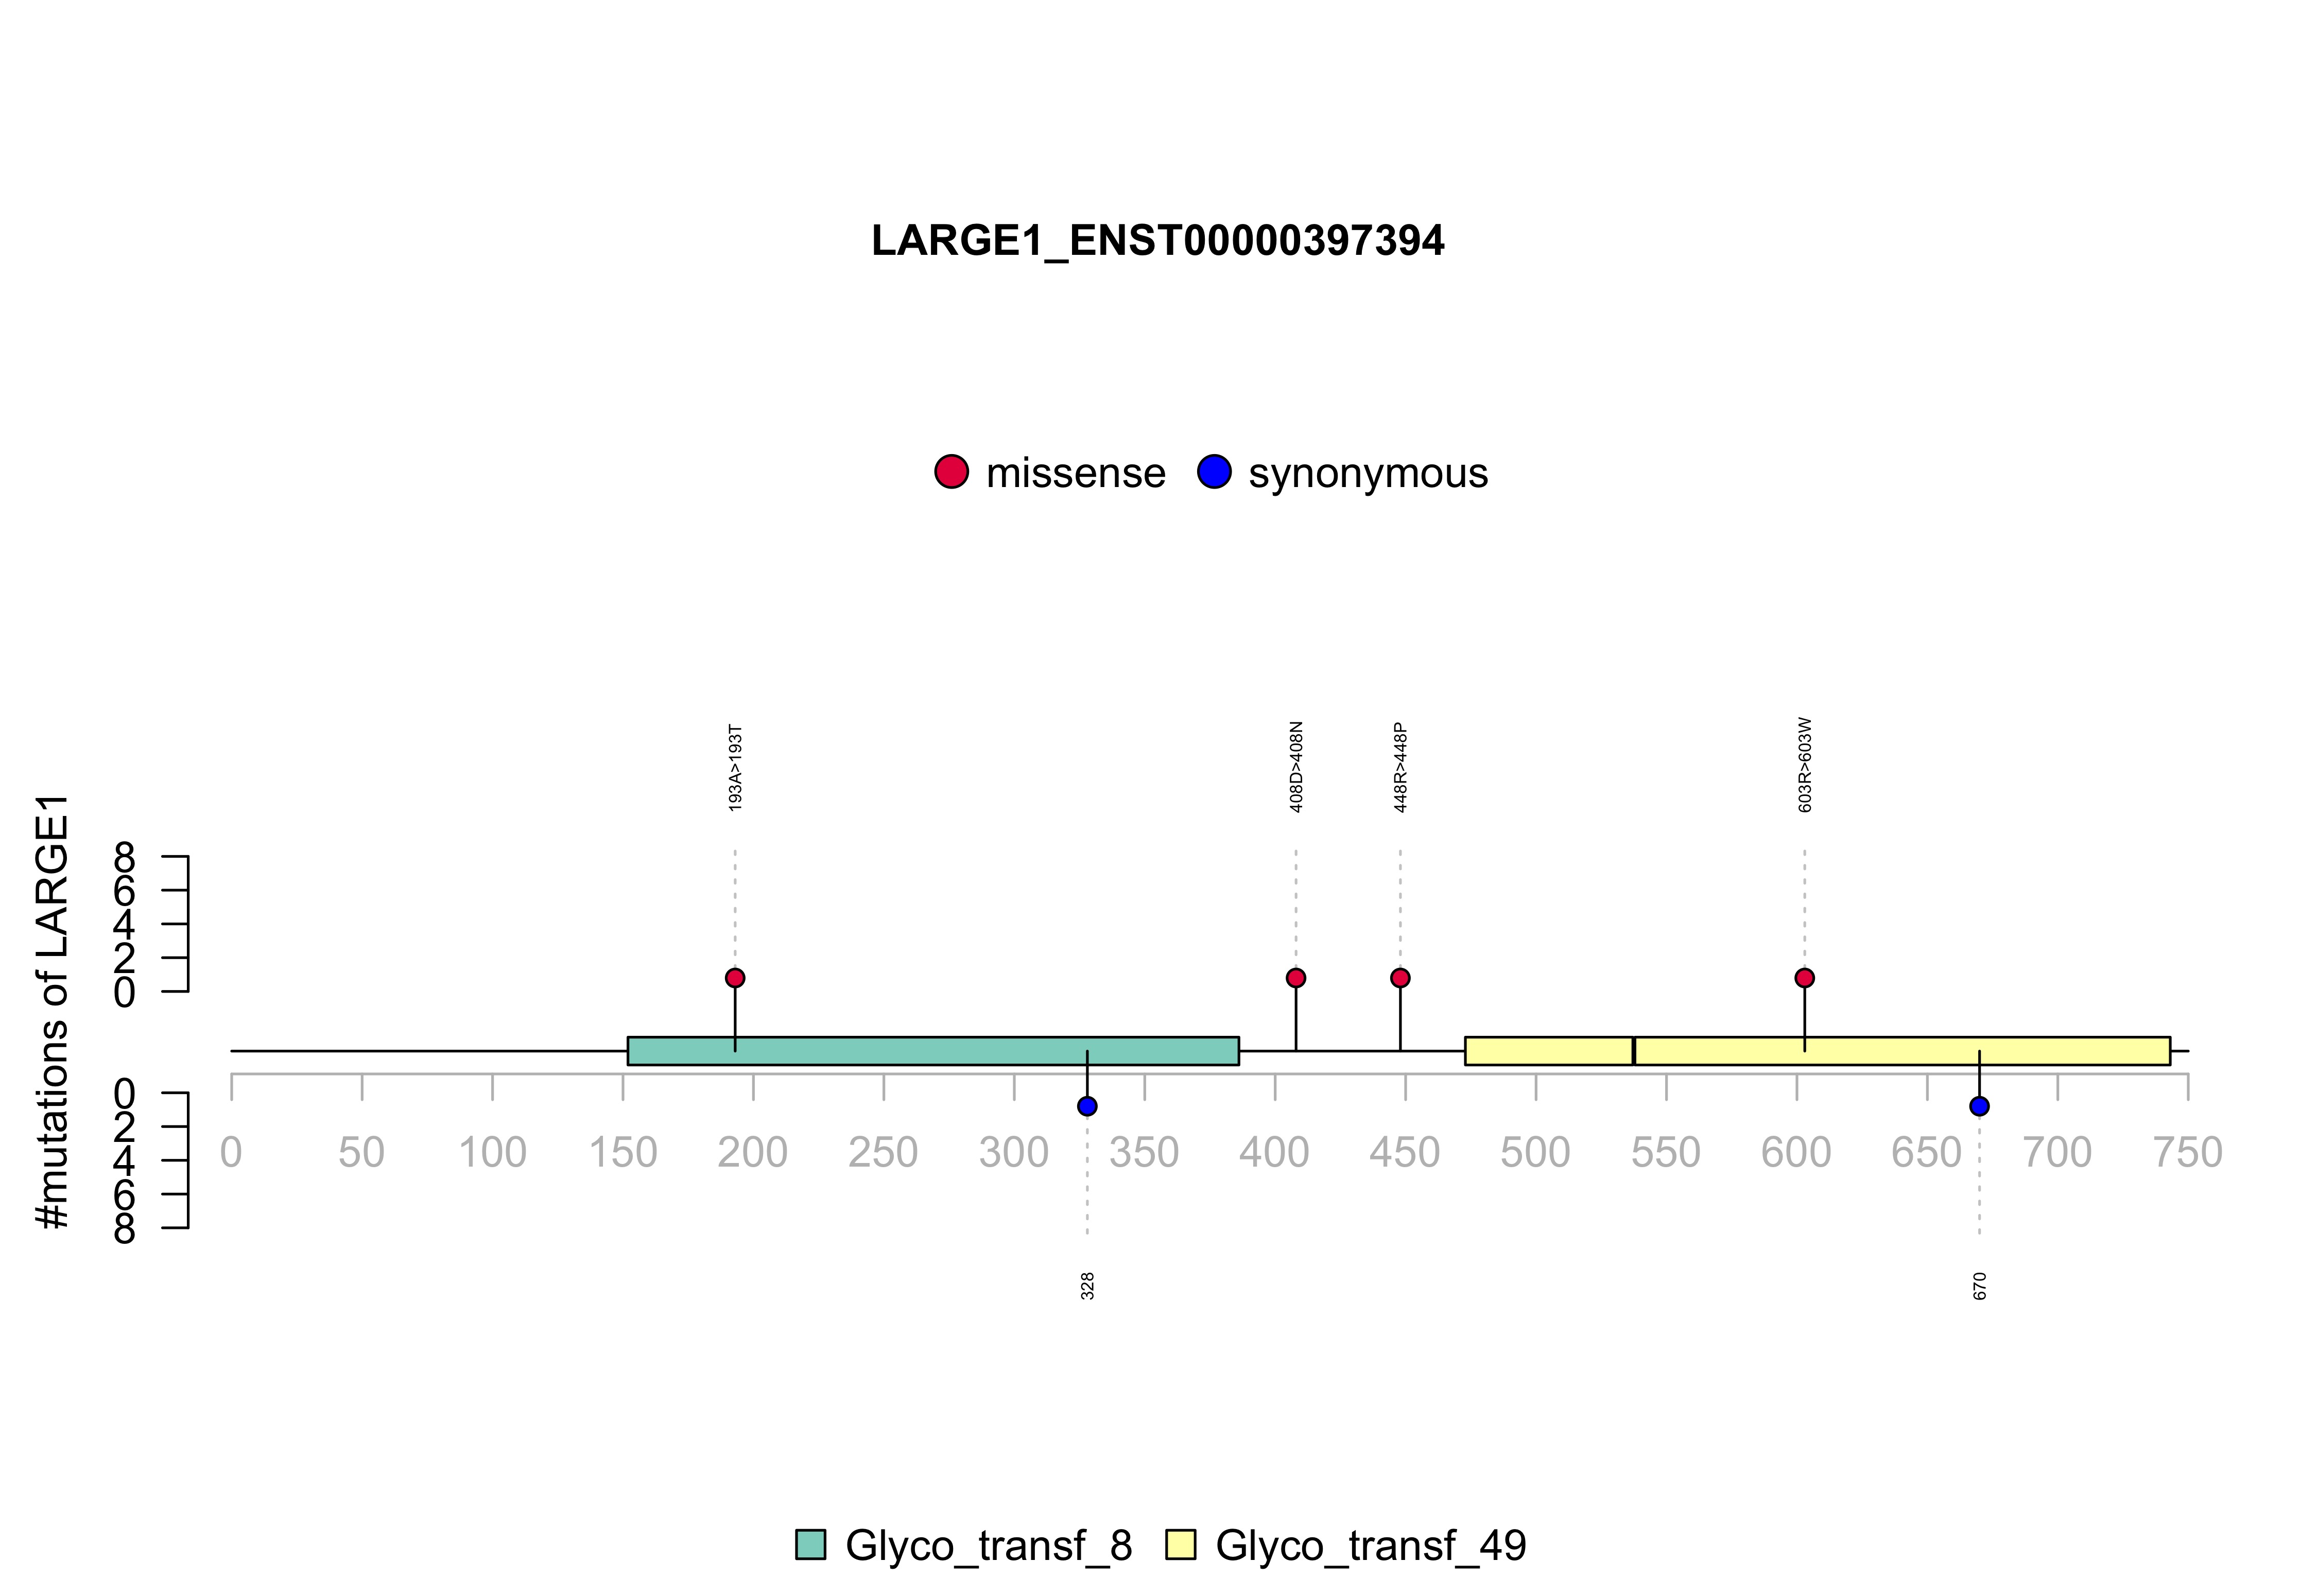 LARGE1_ENST00000397394
missense synonymous
193A>193T 408D>408N 448R>448P 603R>603W
#mutations of LARGE1
8
6
4
2
0
0
2
4
6
8
0 50 100 150 200 250 300 350 400 450 500 550 600 650 700 750
328 670
Glyco_transf_8 Glyco_transf_49